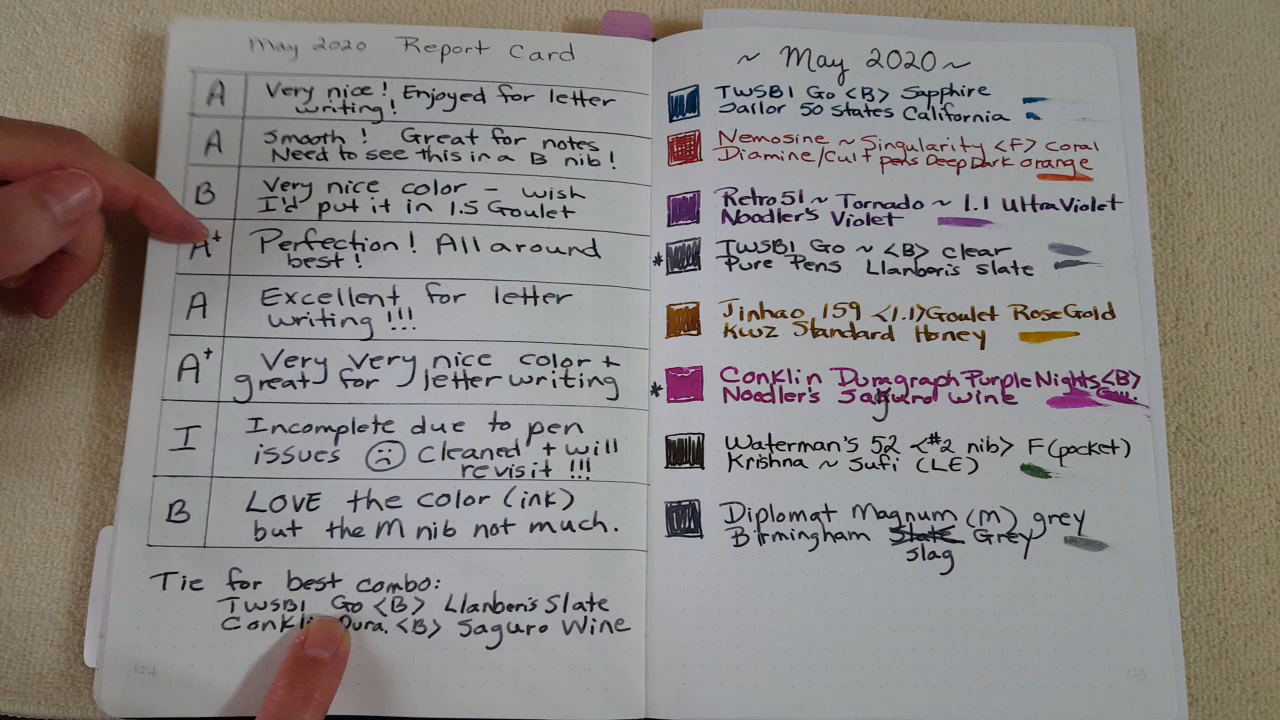 May 2020 Report Card
A
Very nice! Enjoyed for letter
writing!
A
Smooth! Great for notes
Need to see this in a B nib!
B
Very nice color - wish
I'd put it in 1.5 Goulet
A+
Perfection! All around
best!
A
Excellent for letter
writing!!!
A+
Very very nice color +
great for letter writing
I
Incomplete due to pen
issues ☹ cleaned + will
revisit!!!
B
LOVE the color (ink)
but the M nib not much.
Tie for best combo:
TWSBI Go <B> Llanberis Slate
Dura. <B> Saguro Wine
124
~ May 2020 ~
TWSBI Go <B> Sapphire
Sailor 50 States California
Nemosine ~ Singularity <F> coral
Diamine/Cult pens Deep Dark orange
Retro51 ~ Tornado ~ 1.1 UltraViolet
Noodler's Violet
* TWSBI Go ~ <B> clear
Pure Pens Llanberis slate
Jinhao 159 <1.1> Goulet Rose Gold
KWZ Standard Honey
* Conklin Duragraph Purple Nights <B>
Gou.
Noodler's Saguro wine
Waterman's 52 <#2 nib> F (pocket)
Krishna ~ Sufi (LE)
Diplomat Magnum (M) grey
Birmingham State Grey
slag
125